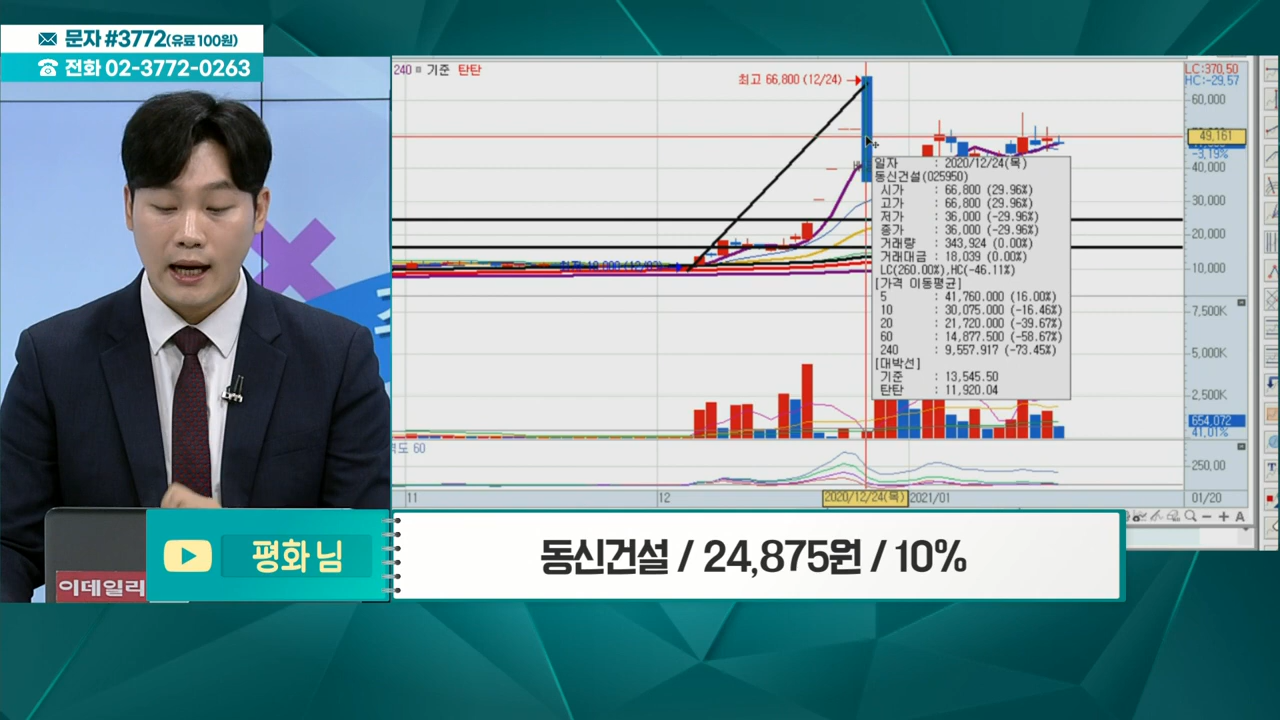 문자 #3772(유료 100원)
전화 02-3772-0263
240 기준 탄탄
최고 66,800 (12/24)
LC:370,50
HC:-29,57
60,000
49,161
-3,19%
40,000
30,000
20,000
10,000
일자 : 2020/12/24(목)
동신건설(025950)
시가 : 66,800 (29.96%)
고가 : 66,800 (29.96%)
저가 : 36,000 (-29.96%)
종가 : 36,000 (-29.96%)
거래량 : 343,924 (0.00%)
거래대금 : 18,039 (0.00%)
LC(260.00%),HC(-46.11%)
[가격 이동평균]
5 : 41,760.000 (16.00%)
10 : 30,075.000 (-16.46%)
20 : 21,720.000 (-39.67%)
60 : 14,877.500 (-58.67%)
240 : 9,557.917 (-73.45%)
[대박선]
기준 : 13,545.50
탄탄 : 11,920.04
7,500K
5,000K
2,500K
654,072
41,01%
60
250,00
11
12
2020/12/24(목)
2021/01
01/20
A
평화 님
동신건설 / 24,875원 / 10%
이데일리